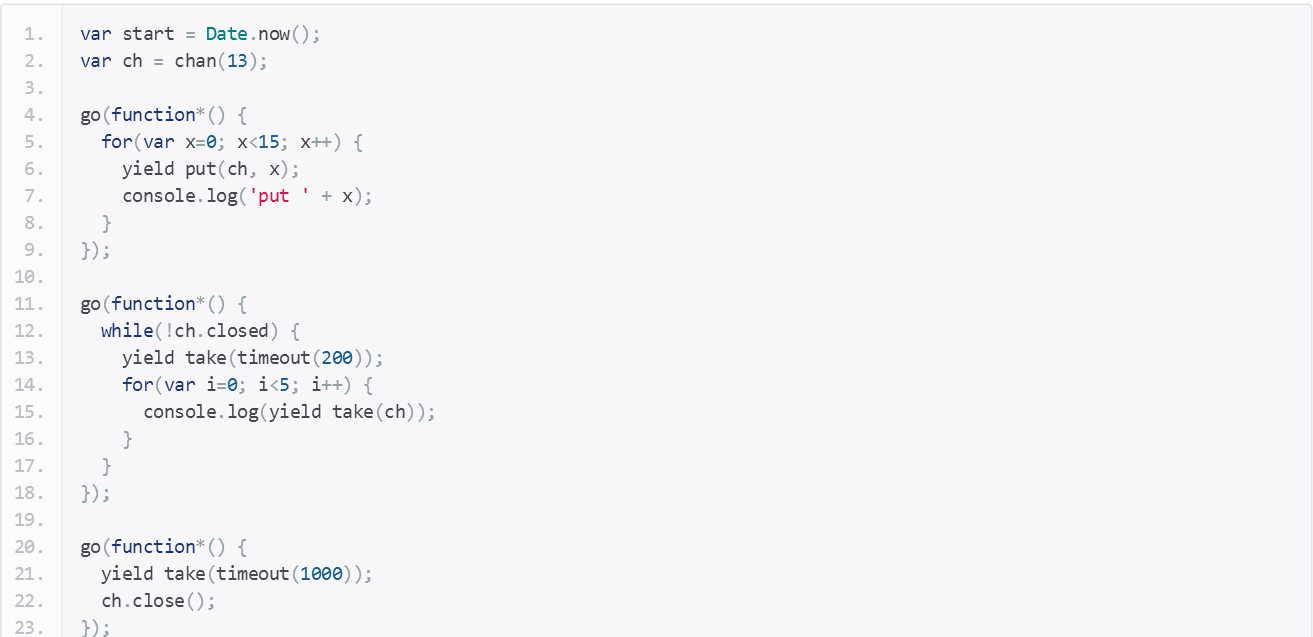 1. var start = Date.now();
2. var ch = chan(13);
3.
4. go(function*() {
5.   for(var x=0; x<15; x++) {
6.     yield put(ch, x);
7.     console.log('put ' + x);
8.   }
9. });
10.
11. go(function*() {
12.   while(!ch.closed) {
13.     yield take(timeout(200));
14.     for(var i=0; i<5; i++) {
15.       console.log(yield take(ch));
16.     }
17.   }
18. });
19.
20. go(function*() {
21.   yield take(timeout(1000));
22.   ch.close();
23. });